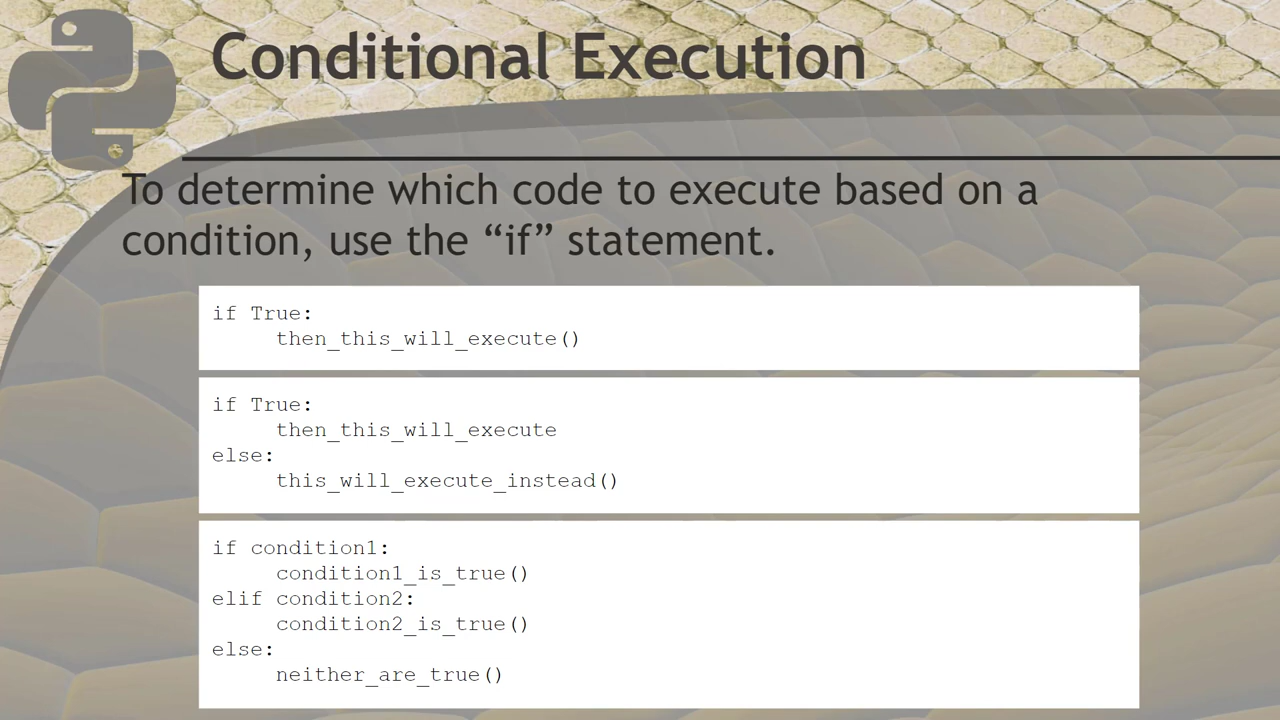 Conditional Execution
To determine which code to execute based on a
condition, use the “if” statement.
if True:
     then_this_will_execute()
if True:
     then_this_will_execute
else:
     this_will_execute_instead()
if condition1:
     condition1_is_true()
elif condition2:
     condition2_is_true()
else:
     neither_are_true()